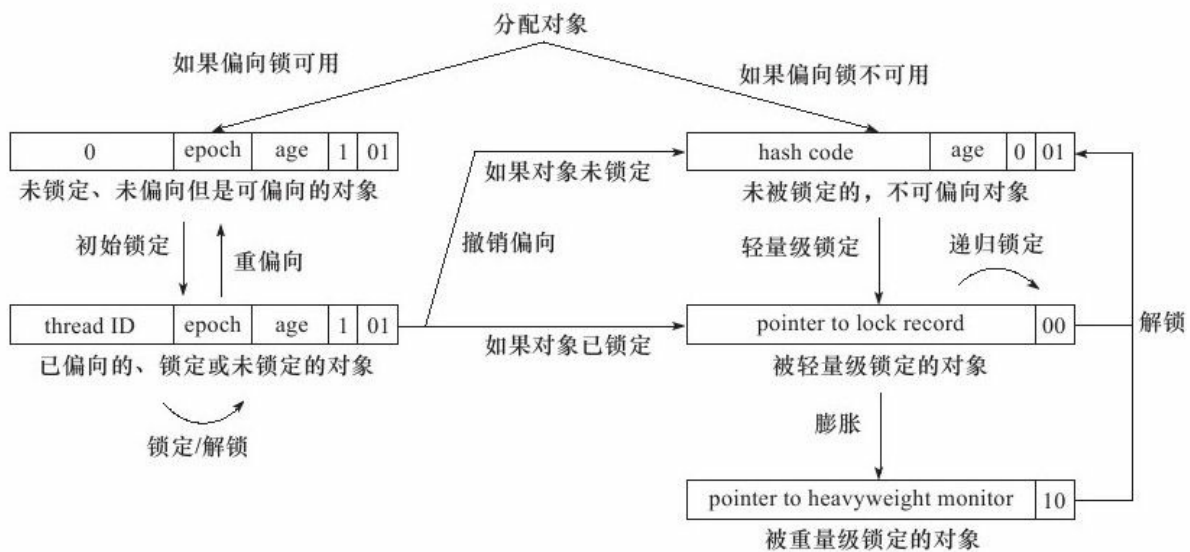 分配对象
如果偏向锁可用
如果偏向锁不可用
0 epoch age 1 01
未锁定、未偏向但是可偏向的对象
hash code age 0 01
未被锁定的，不可偏向对象
如果对象未锁定
初始锁定
重偏向
撤销偏向
轻量级锁定
递归锁定
thread ID epoch age 1 01
已偏向的、锁定或未锁定的对象
如果对象已锁定
pointer to lock record 00
被轻量级锁定的对象
解锁
锁定/解锁
膨胀
pointer to heavyweight monitor 10
被重量级锁定的对象